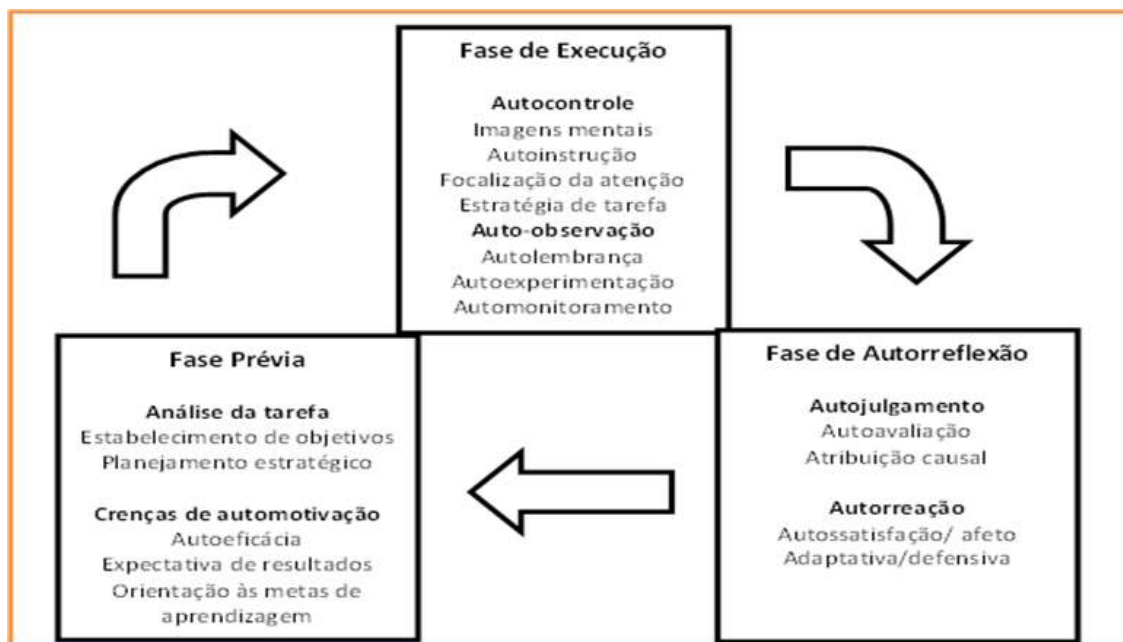 Fase de Execução
Autocontrole
Imagens mentais
Autoinstrução
Focalização da atenção
Estratégia de tarefa
Auto-observação
Autolembrança
Autoexperimentação
Automonitoramento
Fase Prévia
Análise da tarefa
Estabelecimento de objetivos
Planejamento estratégico
Crenças de automotivação
Autoeficácia
Expectativa de resultados
Orientação às metas de
aprendizagem
Fase de Autorreflexão
Autojulgamento
Autoavaliação
Atribuição causal
Autorreação
Autossatisfação/ afeto
Adaptativa/defensiva